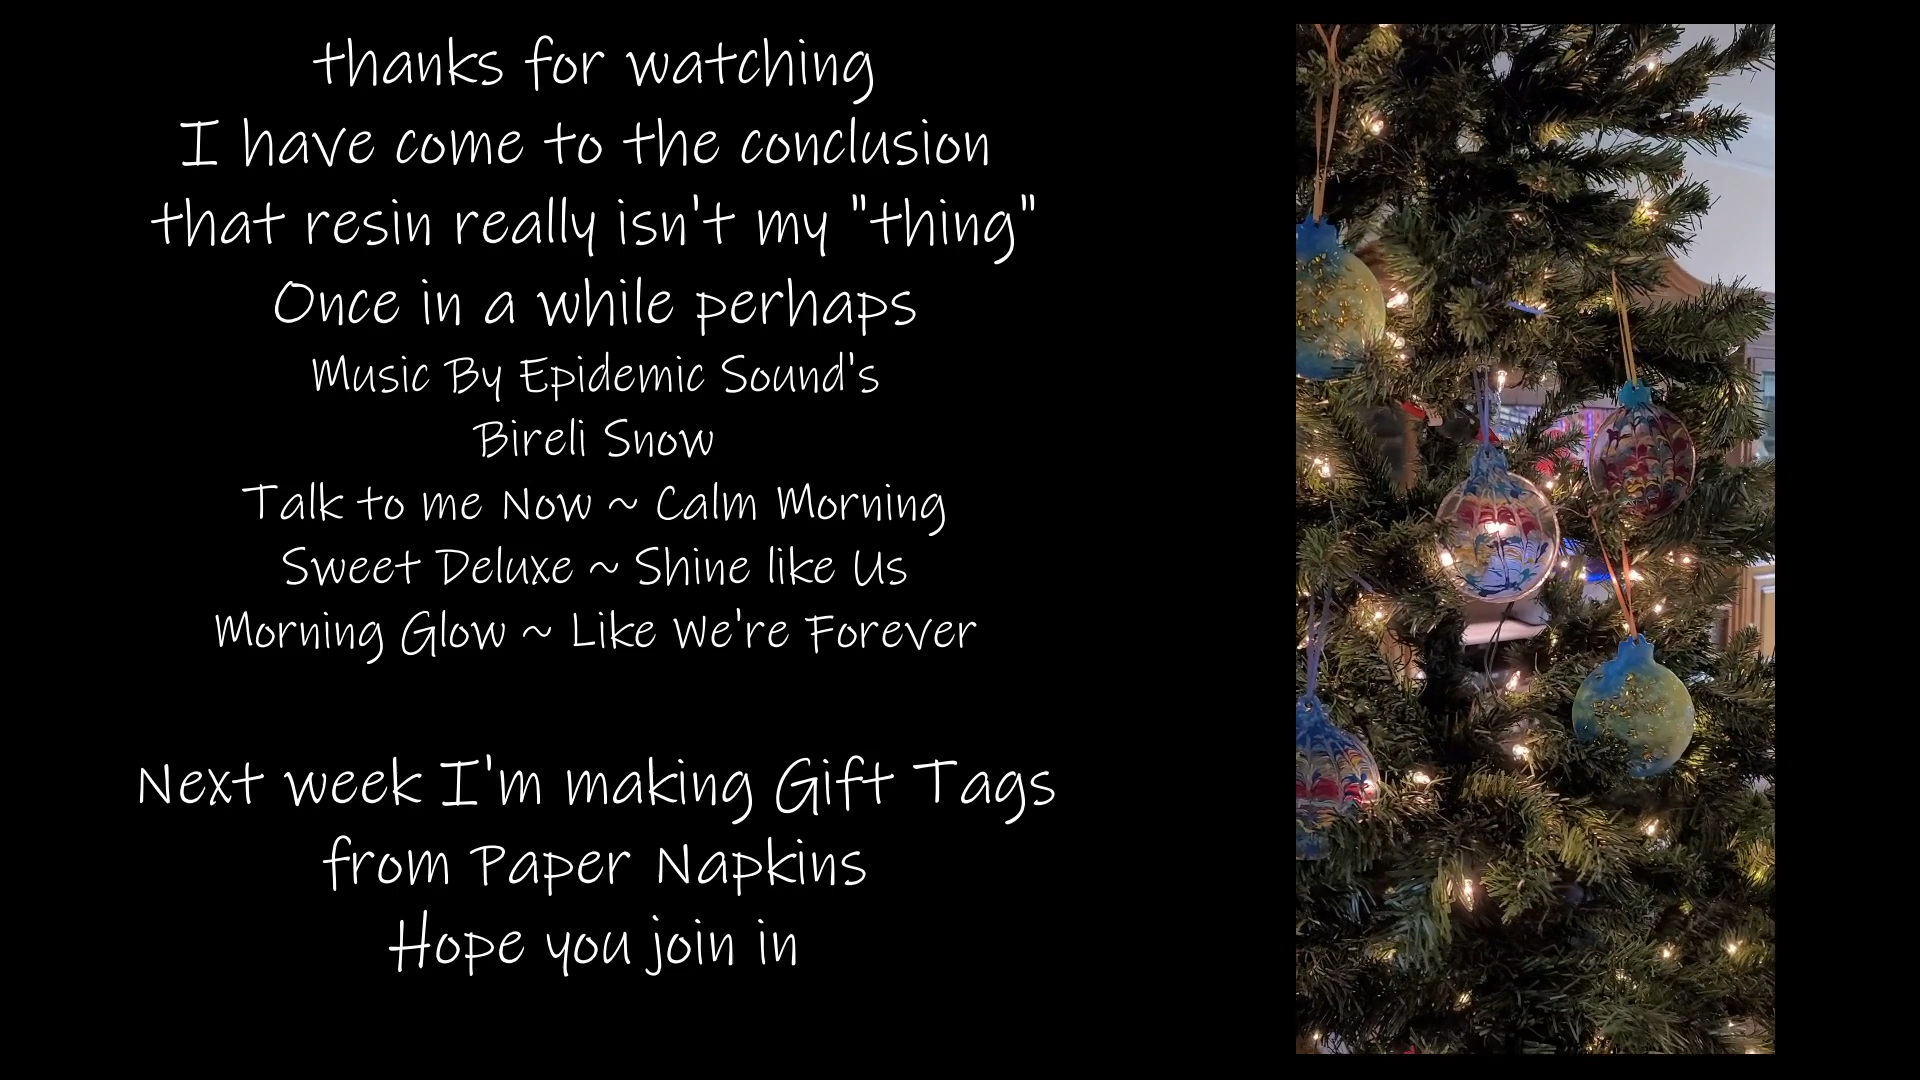 thanks for watching
I have come to the conclusion
that resin really isn't my "thing"
Once in a while perhaps
Music By Epidemic Sound's
Bireli Snow
Talk to me Now ~ Calm Morning
Sweet Deluxe ~ Shine like Us
Morning Glow ~ Like We're Forever
Next week I'm making Gift Tags
from Paper Napkins
Hope you join in